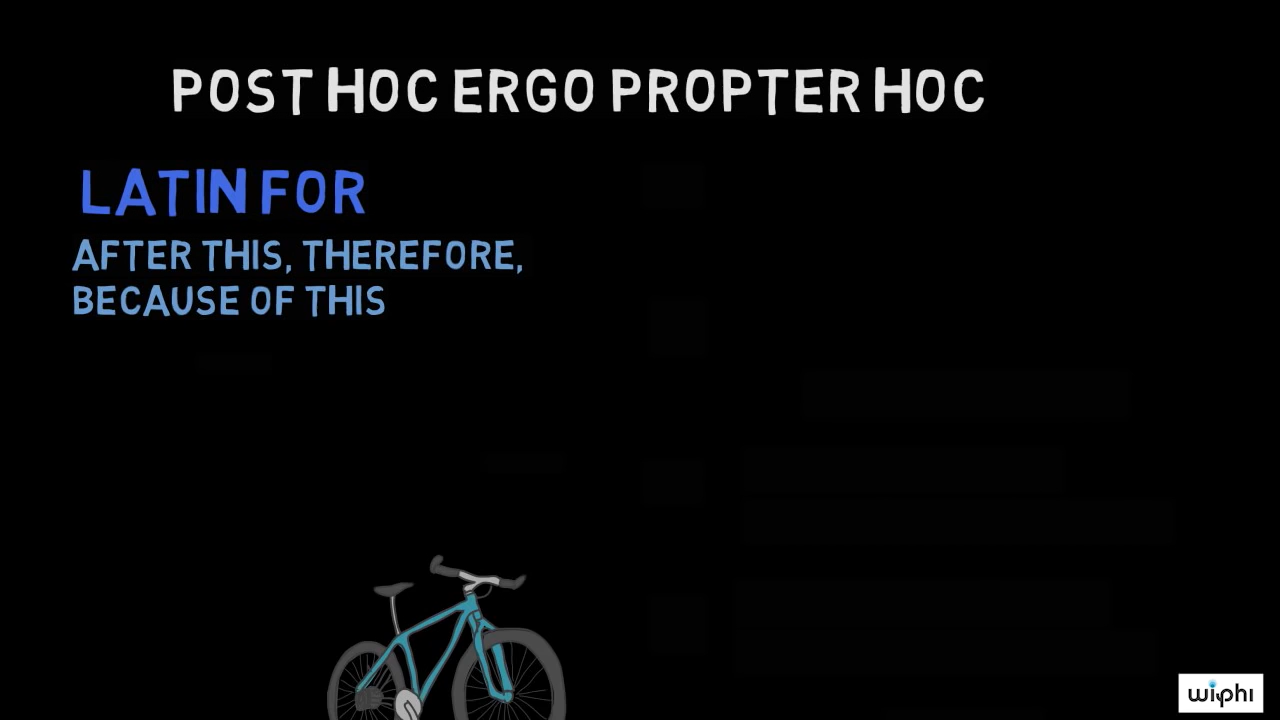 POST HOC ERGO PROPTER HOC
LATIN FOR
AFTER THIS, THEREFORE,
BECAUSE OF THIS
wiphi